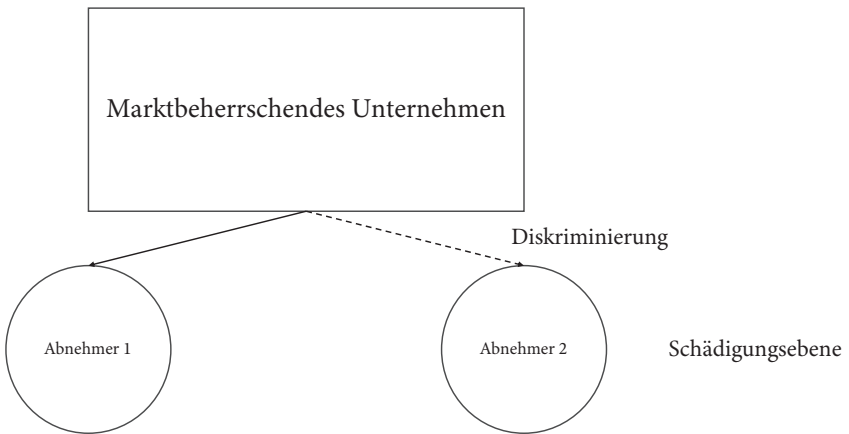 Marktbeherrschendes Unternehmen
Diskriminierung
Abnehmer 1
Abnehmer 2
Schädigungsebene